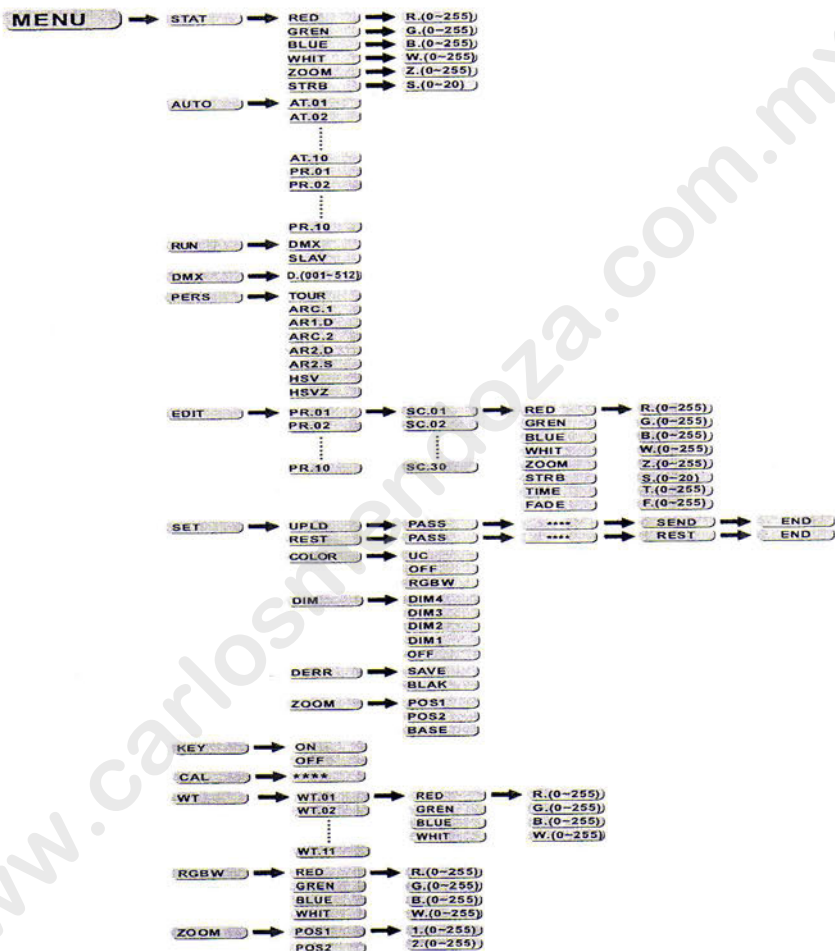 MENU STAT RED R.(0~255)
GREN G.(0~255)
BLUE B.(0~255)
WHIT W.(0~255)
ZOOM Z.(0~255)
STRB S.(0~20)
AUTO AT.01
AT.02
AT.10
PR.01
PR.02
PR.10
RUN DMX
SLAV
DMX D.(001~512)
PERS TOUR
ARC.1
AR1.D
ARC.2
AR2.D
AR2.S
HSV
HSVZ
EDIT PR.01 SC.01 RED R.(0~255)
PR.02 SC.02 GREN G.(0~255)
BLUE B.(0~255)
WHIT W.(0~255)
PR.10 SC.30 ZOOM Z.(0~255)
STRB S.(0~20)
TIME T.(0~255)
FADE F.(0~255)
SET UPLD PASS **** SEND END
REST PASS **** REST END
COLOR UC
OFF
RGBW
DIM DIM4
DIM3
DIM2
DIM1
OFF
DERR SAVE
BLAK
ZOOM POS1
POS2
BASE
KEY ON
OFF
CAL ****
WT WT.01 RED R.(0~255)
WT.02 GREN G.(0~255)
BLUE B.(0~255)
WHIT W.(0~255)
WT.11
RGBW RED R.(0~255)
GREN G.(0~255)
BLUE B.(0~255)
WHIT W.(0~255)
ZOOM POS1 1.(0~255)
POS2 2.(0~255)
www.carlosmendoza.com.mx